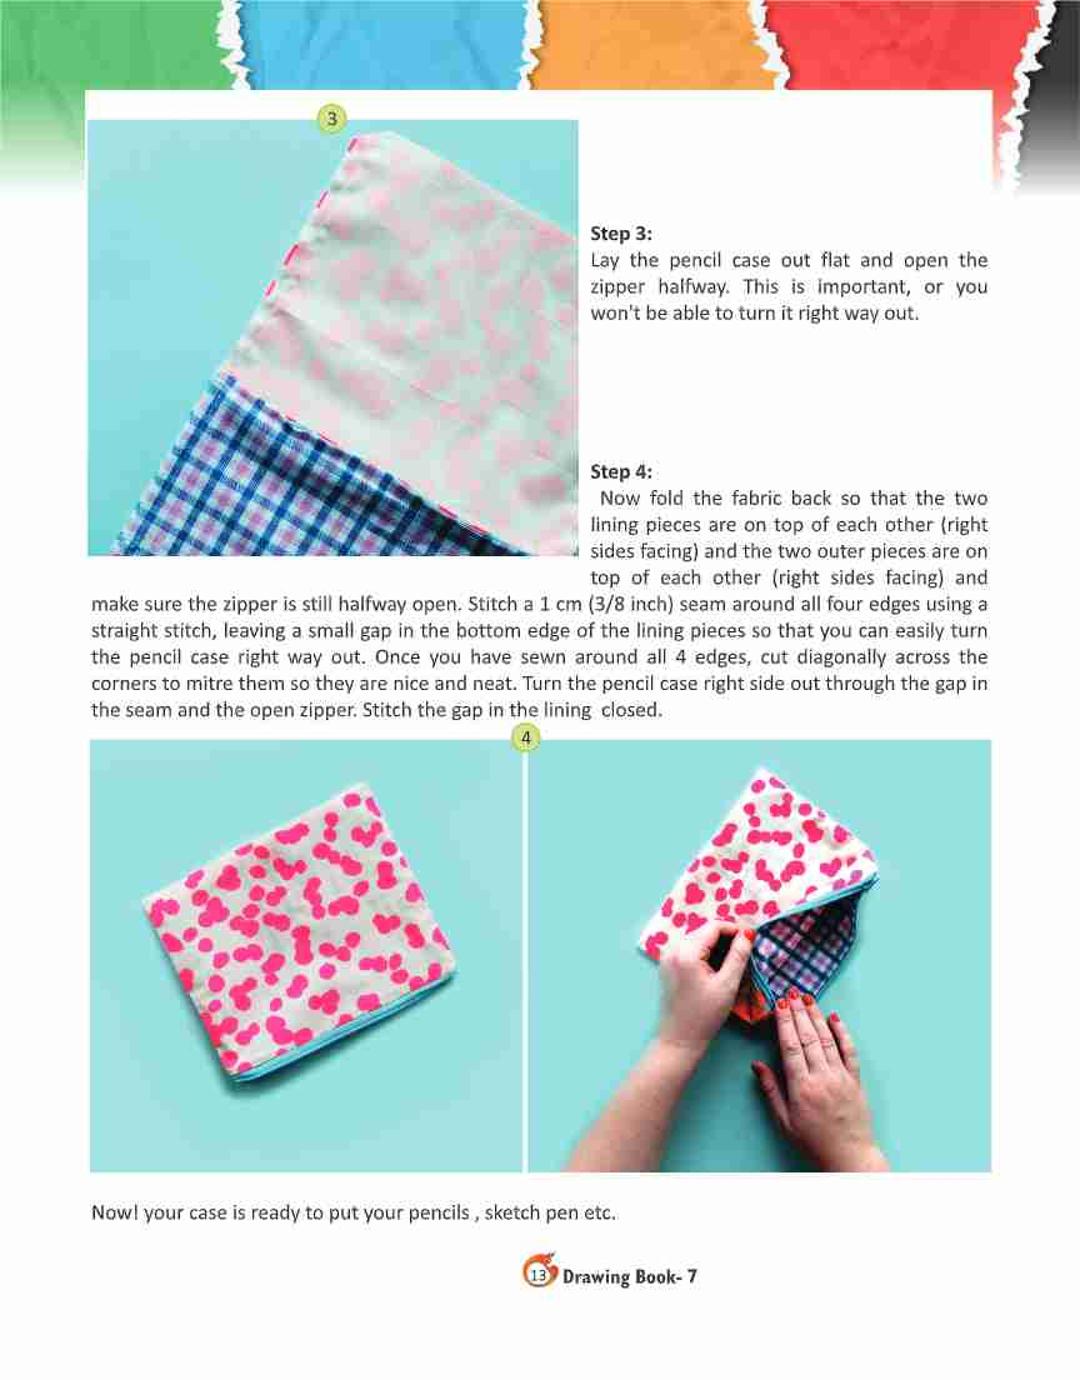 3
Step 3:
Lay the pencil case out flat and open the
zipper halfway. This is important, or you
won't be able to turn it right way out.
Step 4:
Now fold the fabric back so that the two
lining pieces are on top of each other (right
sides facing) and the two outer pieces are on
top of each other (right sides facing) and
make sure the zipper is still halfway open. Stitch a 1 cm (3/8 inch) seam around all four edges using a
straight stitch, leaving a small gap in the bottom edge of the lining pieces so that you can easily turn
the pencil case right way out. Once you have sewn around all 4 edges, cut diagonally across the
corners to mitre them so they are nice and neat. Turn the pencil case right side out through the gap in
the seam and the open zipper. Stitch the gap in the lining closed.
4
Now! your case is ready to put your pencils , sketch pen etc.
13 Drawing Book- 7